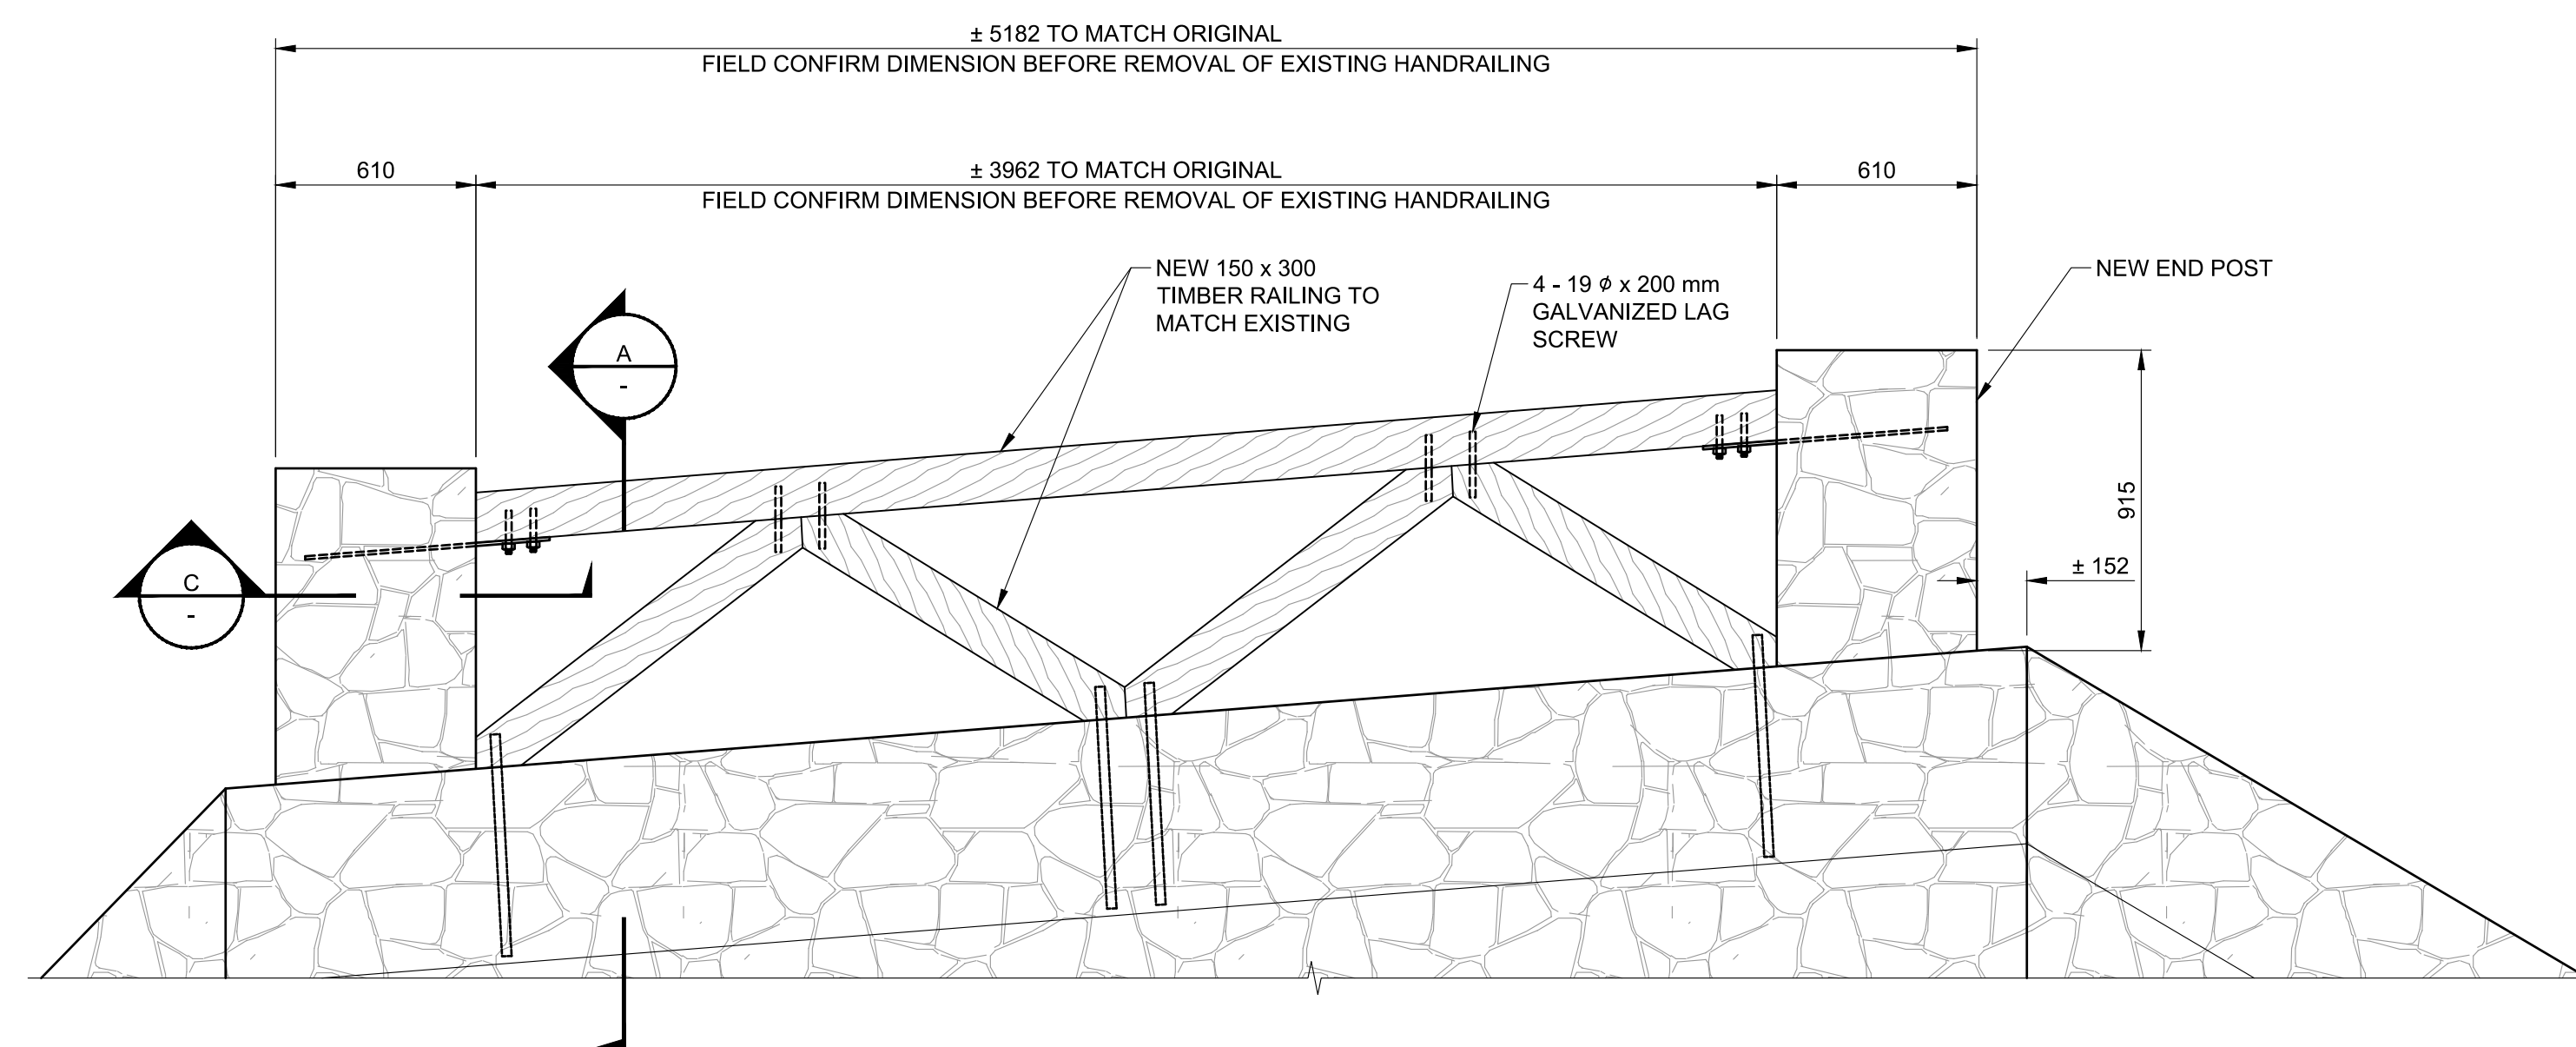 ± 5182 TO MATCH ORIGINAL
FIELD CONFIRM DIMENSION BEFORE REMOVAL OF EXISTING HANDRAILING
610
± 3962 TO MATCH ORIGINAL
610
FIELD CONFIRM DIMENSION BEFORE REMOVAL OF EXISTING HANDRAILING
NEW 150 x 300
TIMBER RAILING TO
MATCH EXISTING
4 - 19 ϕ x 200 mm
GALVANIZED LAG
SCREW
NEW END POST
A
-
915
± 152
C
-